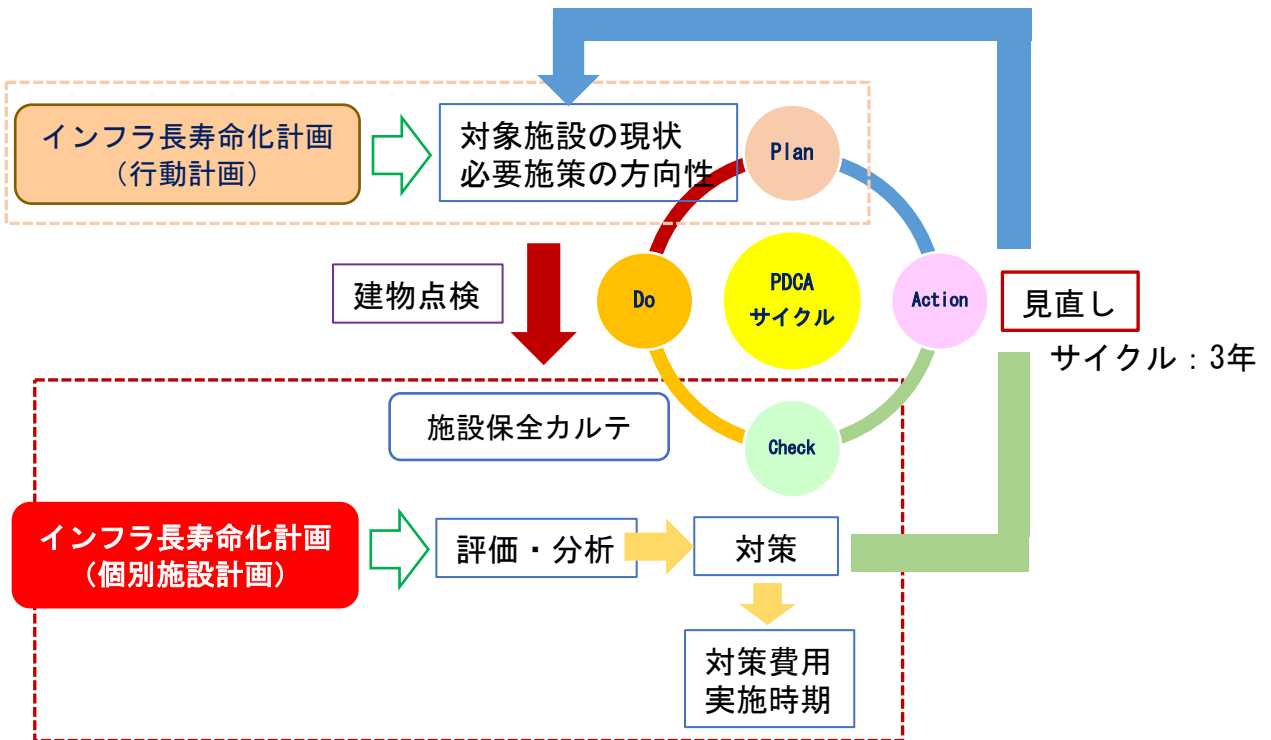 インフラ長寿命化計画
（行動計画）
対象施設の現状
必要施策の方向性
Plan
建物点検
Do
PDCA
サイクル
Action
見直し
サイクル：3年
施設保全カルテ
Check
インフラ長寿命化計画
（個別施設計画）
評価・分析
対策
対策費用
実施時期